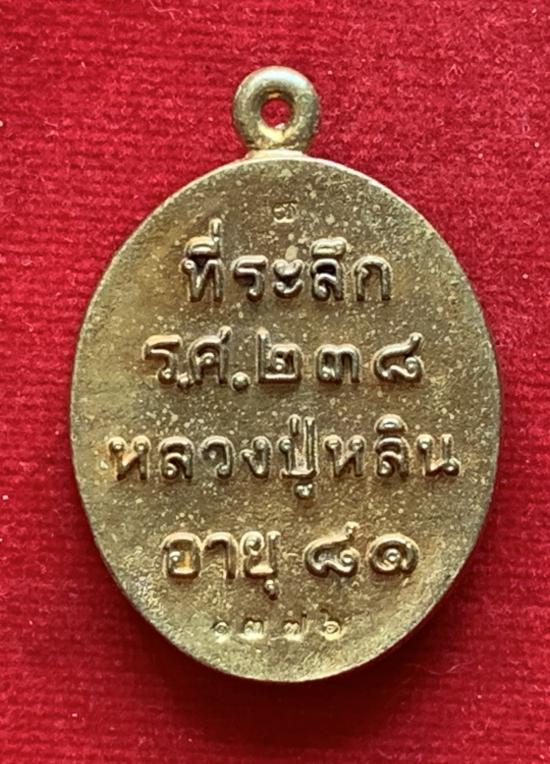 ๗
ที่ระลึก
ร.ศ.๒๓๘
หลวงปู่หลิน
อายุ ๘๑
๑๓๗๖